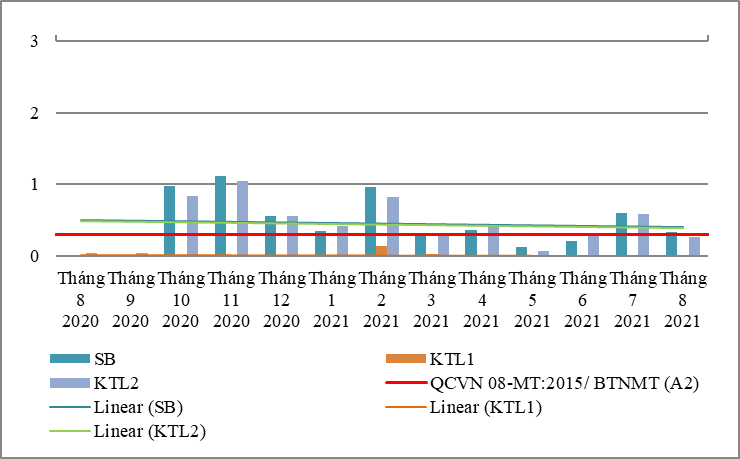 3
2
1
0
Tháng Tháng Tháng Tháng Tháng Tháng Tháng Tháng Tháng Tháng Tháng Tháng Tháng
8 9 10 11 12 1 2 3 4 5 6 7 8
2020 2020 2020 2020 2020 2021 2021 2021 2021 2021 2021 2021 2021
SB KTL1
KTL2 QCVN 08-MT:2015/ BTNMT (A2)
Linear (SB) Linear (KTL1)
Linear (KTL2)